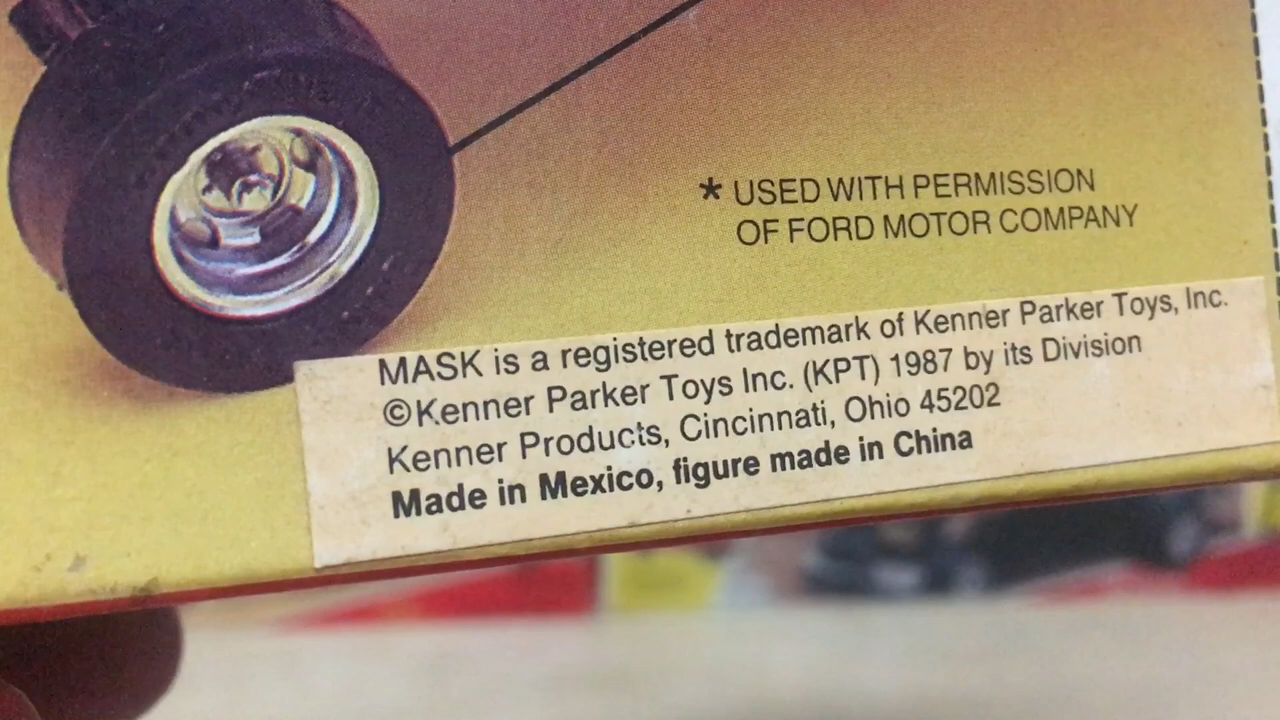 * USED WITH PERMISSION
OF FORD MOTOR COMPANY
MASK is a registered trademark of Kenner Parker Toys, Inc.
©Kenner Parker Toys Inc. (KPT) 1987 by its Division
Kenner Products, Cincinnati, Ohio 45202
Made in Mexico, figure made in China